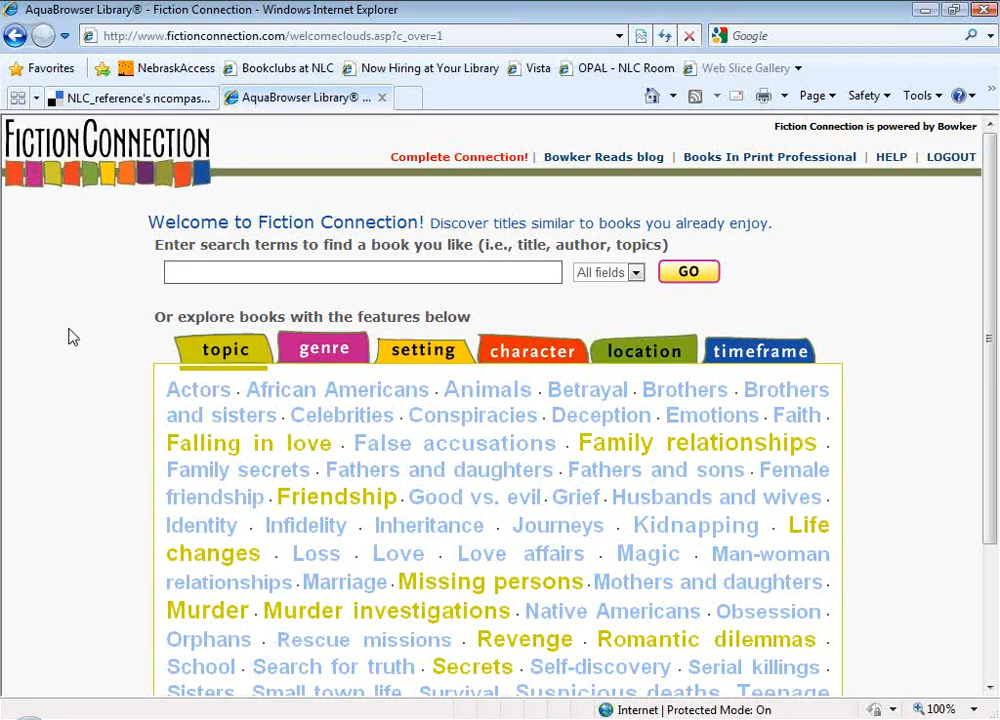 AquaBrowser Library® - Fiction Connection - Windows Internet Explorer
http://www.fictionconnection.com/welcomeclouds.asp?c_over=1
Google
Favorites NebraskAccess Bookclubs at NLC Now Hiring at Your Library Vista OPAL - NLC Room Web Slice Gallery
NLC_reference's ncompas... AquaBrowser Library® ... Page Safety Tools
FICTIONCONNECTION
Fiction Connection is powered by Bowker
Complete Connection! | Bowker Reads blog | Books In Print Professional | HELP | LOGOUT
Welcome to Fiction Connection! Discover titles similar to books you already enjoy.
Enter search terms to find a book you like (i.e., title, author, topics)
All fields GO
Or explore books with the features below
topic genre setting character location timeframe
Actors · African Americans · Animals · Betrayal · Brothers · Brothers
and sisters · Celebrities · Conspiracies · Deception · Emotions · Faith ·
Falling in love · False accusations · Family relationships ·
Family secrets · Fathers and daughters · Fathers and sons · Female
friendship · Friendship · Good vs. evil · Grief · Husbands and wives ·
Identity · Infidelity · Inheritance · Journeys · Kidnapping · Life
changes · Loss · Love · Love affairs · Magic · Man-woman
relationships · Marriage · Missing persons · Mothers and daughters ·
Murder · Murder investigations · Native Americans · Obsession ·
Orphans · Rescue missions · Revenge · Romantic dilemmas ·
School · Search for truth · Secrets · Self-discovery · Serial killings ·
Sisters · Small town life · Survival · Suspicious deaths · Teenage
Internet | Protected Mode: On 100%